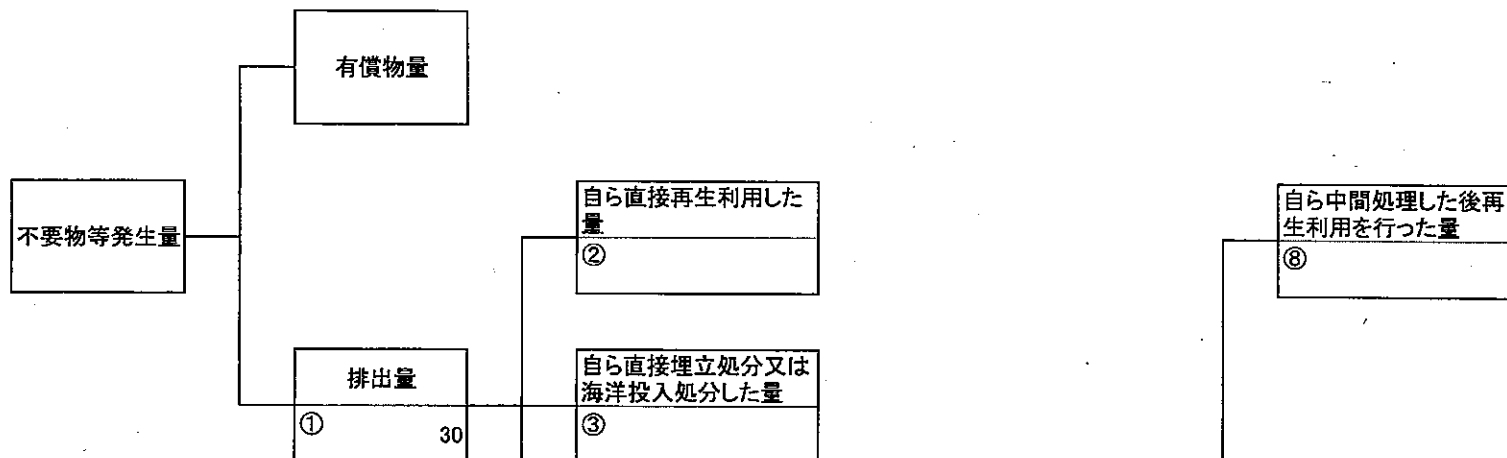 有償物量
不要物等発生量
自ら直接再生利用した
量
②
自ら中間処理した後再
生利用を行った量
⑧
排出量
①
30
自ら直接埋立処分又は
海洋投入処分した量
③